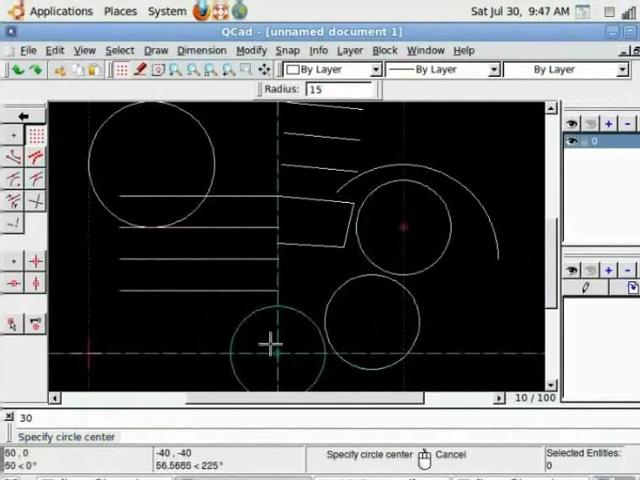 Applications Places System Sat Jul 30, 9:47 AM
QCad - [unnamed document 1]
File Edit View Select Draw Dimension Modify Snap Info Layer Block Window Help
By Layer By Layer By Layer
Radius: 15
0
10 / 100
30
Specify circle center
60 , 0 -40 , -40 Specify circle center Cancel Selected Entities:
60 < 0° 56.5685 < 225° 0